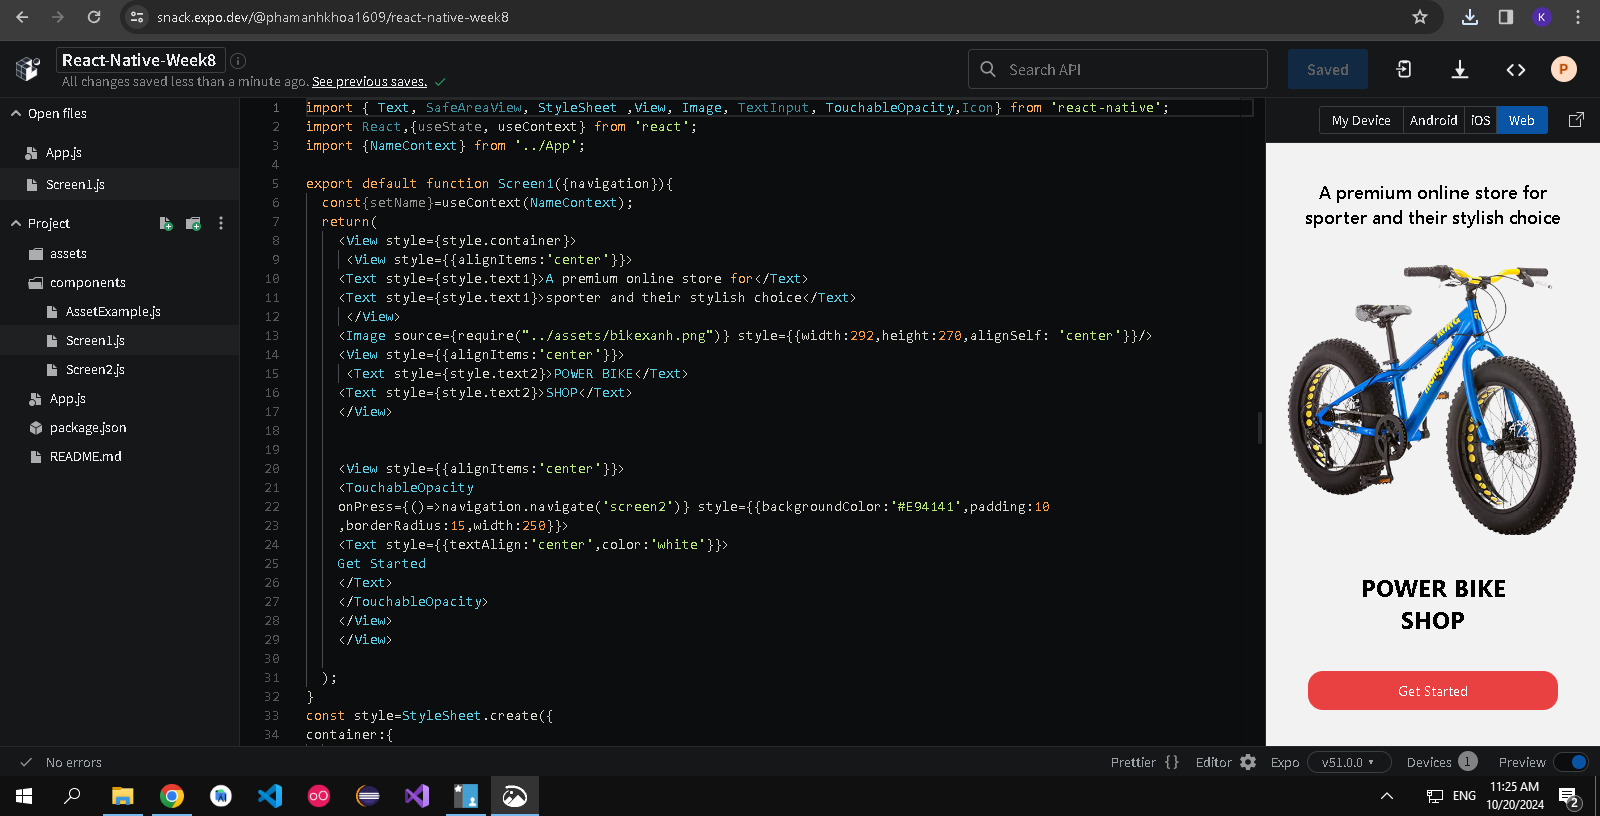 snack.expo.dev/@phamanhkhoa1609/react-native-week8
K
React-Native-Week8
All changes saved less than a minute ago. See previous saves.
Search API
Saved
P
Open files
App.js
Screen1.js
Project
assets
components
AssetExample.js
Screen1.js
Screen2.js
App.js
package.json
README.md
1 import { Text, SafeAreaView, StyleSheet ,View, Image, TextInput, TouchableOpacity,Icon} from 'react-native';
2 import React,{useState, useContext} from 'react';
3 import {NameContext} from '../App';
4
5 export default function Screen1({navigation}){
6 const{setName}=useContext(NameContext);
7 return(
8 <View style={style.container}>
9 <View style={{alignItems:'center'}}>
10 <Text style={style.text1}>A premium online store for</Text>
11 <Text style={style.text1}>sporter and their stylish choice</Text>
12 </View>
13 <Image source={require("../assets/bikexanh.png")} style={{width:292,height:270,alignSelf: 'center'}}/>
14 <View style={{alignItems:'center'}}>
15 <Text style={style.text2}>POWER BIKE</Text>
16 <Text style={style.text2}>SHOP</Text>
17 </View>
18
19
20 <View style={{alignItems:'center'}}>
21 <TouchableOpacity
22 onPress={()=>navigation.navigate('screen2')} style={{backgroundColor:'#E94141',padding:10
23 ,borderRadius:15,width:250}}>
24 <Text style={{textAlign:'center',color:'white'}}>
25 Get Started
26 </Text>
27 </TouchableOpacity>
28 </View>
29 </View>
30
31 );
32 }
33 const style=StyleSheet.create({
34 container:{
My Device Android iOS Web
A premium online store for
sporter and their stylish choice
POWER BIKE
SHOP
Get Started
No errors
Prettier {} Editor Expo v51.0.0 Devices 1 Preview
ENG
11:25 AM
10/20/2024
2